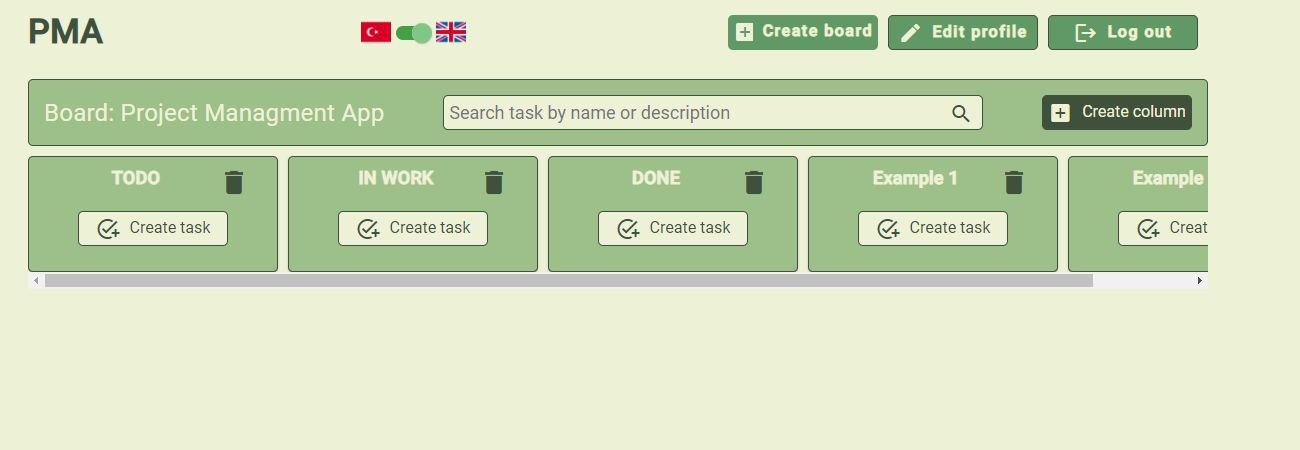 PMA
Create board
Edit profile
Log out
Board: Project Managment App
Search task by name or description
Create column
TODO
IN WORK
DONE
Example 1
Example
Create task
Create task
Create task
Create task
Creat